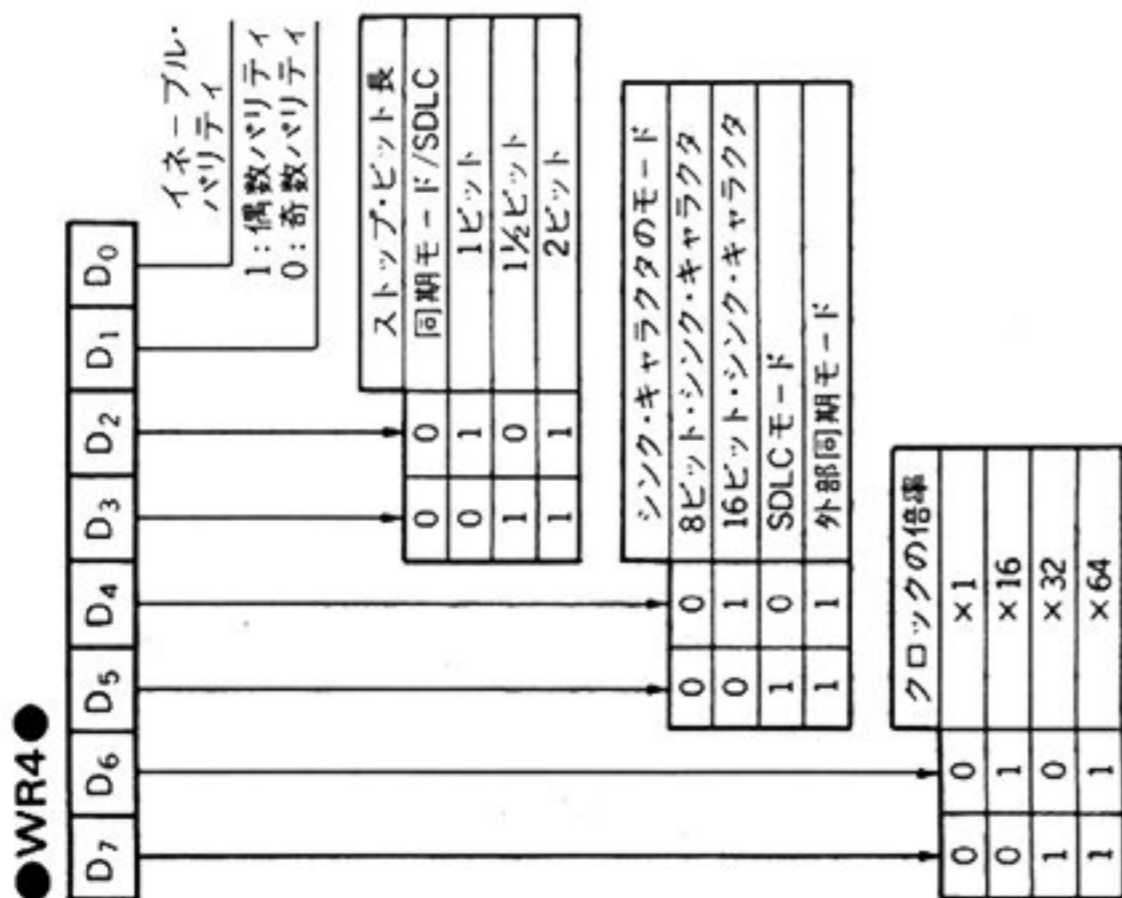 ●WR4●
D7 D6 D5 D4 D3 D2 D1 D0
イネーブル・
パリティ
1:偶数パリティ
0:奇数パリティ
ストップ・ビット長
0 0 同期モード/SDLC
0 1 1ビット
1 0 1½ビット
1 1 2ビット
シンク・キャラクタのモード
0 0 8ビット・シンク・キャラクタ
0 1 16ビット・シンク・キャラクタ
1 0 SDLCモード
1 1 外部同期モード
クロックの倍率
0 0 ×1
0 1 ×16
1 0 ×32
1 1 ×64